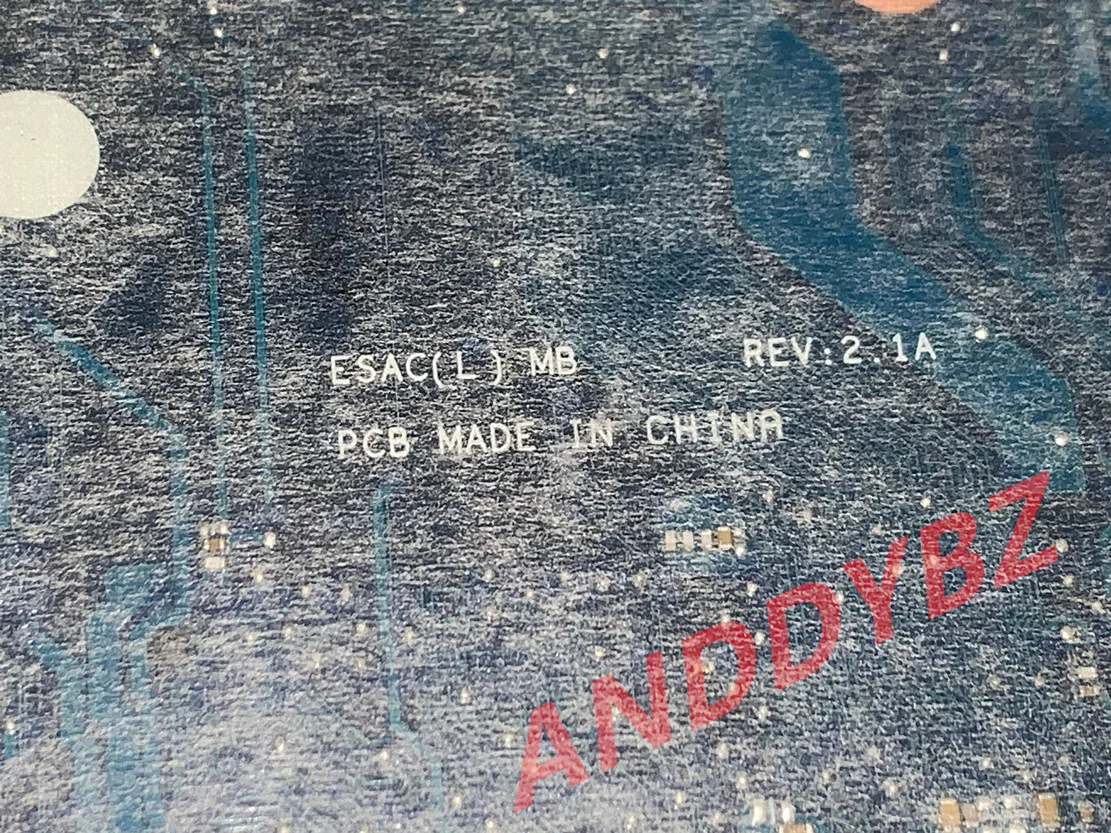 ESAC(L) MB REV:2.1A
PCB MADE IN CHINA
ANDDYBZ